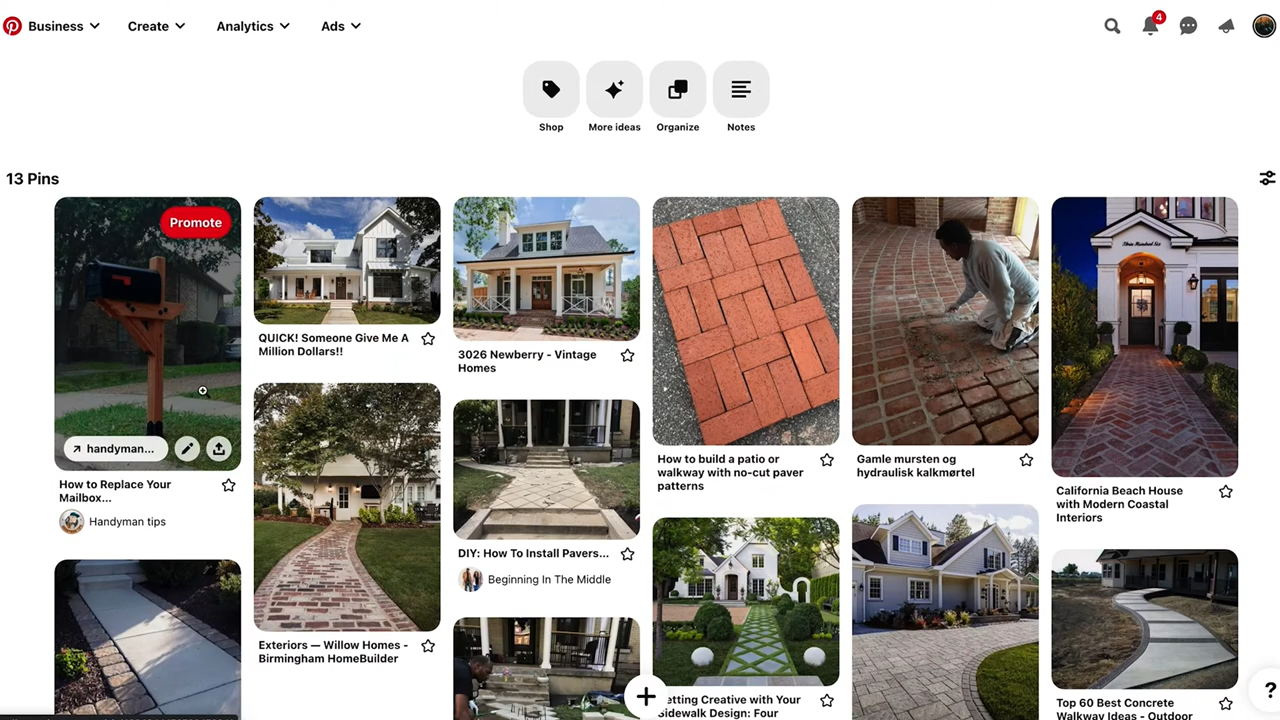 Business
Create
Analytics
Ads
4
Shop
More ideas
Organize
Notes
13 Pins
Promote
handyman...
How to Replace Your
Mailbox...
Handyman tips
QUICK! Someone Give Me A
Million Dollars!!
Exteriors — Willow Homes -
Birmingham HomeBuilder
3026 Newberry - Vintage
Homes
DIY: How To Install Pavers...
Beginning In The Middle
How to build a patio or
walkway with no-cut paver
patterns
etting Creative with Your
Sidewalk Design: Four
Gamle mursten og
hydraulisk kalkmørtel
Three Hundred Six
California Beach House
with Modern Coastal
Interiors
Top 60 Best Concrete
Walkway Ideas - Outdoor
?